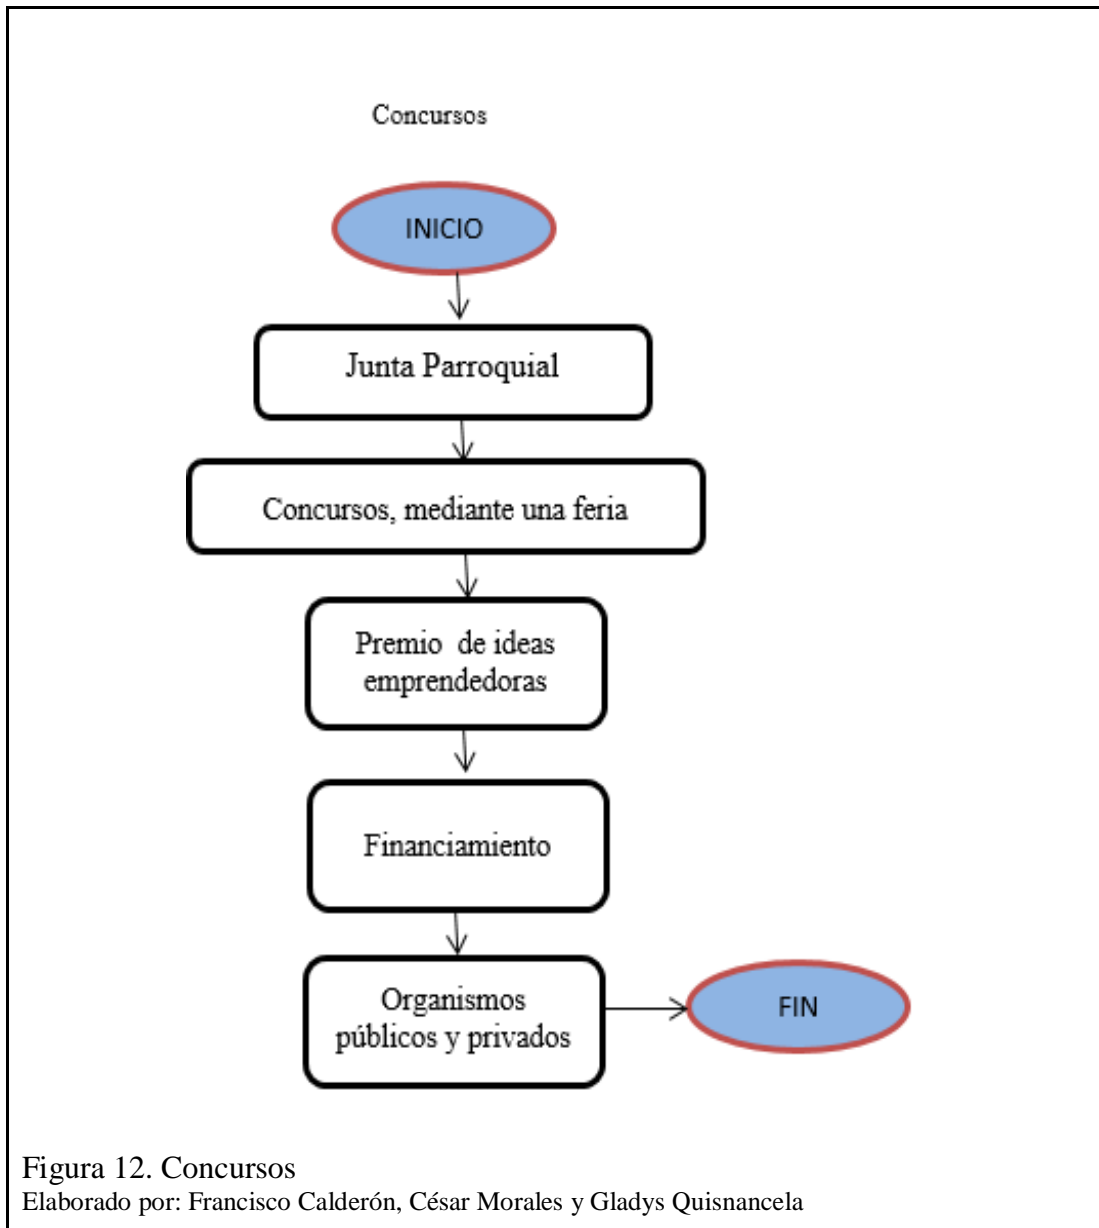 Concursos
INICIO
Junta Parroquial
Concursos, mediante una feria
Premio de ideas
emprendedoras
Financiamiento
Organismos
públicos y privados
FIN
Figura 12. Concursos
Elaborado por: Francisco Calderón, César Morales y Gladys Quisnancela